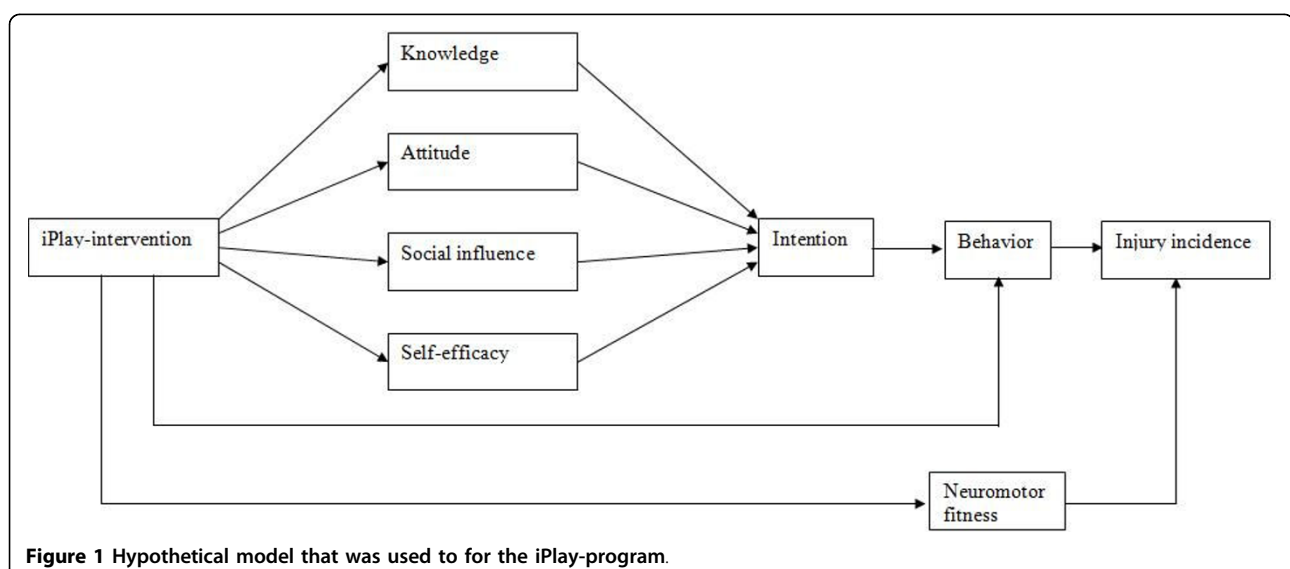 Knowledge
Attitude
iPlay-intervention
Social influence
Intention
Behavior
Injury incidence
Self-efficacy
Neuromotor
fitness
Figure 1 Hypothetical model that was used to for the iPlay-program.